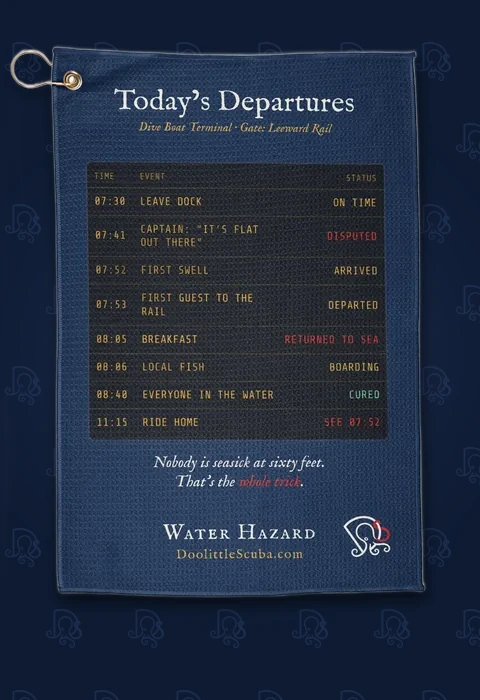 Today's Departures
Dive Boat Terminal · Gate: Leeward Rail
TIME EVENT STATUS
07:30 LEAVE DOCK ON TIME
07:41 CAPTAIN: "IT'S FLAT OUT THERE" DISPUTED
07:52 FIRST SWELL ARRIVED
07:53 FIRST GUEST TO THE RAIL DEPARTED
08:05 BREAKFAST RETURNED TO SEA
08:06 LOCAL FISH BOARDING
08:40 EVERYONE IN THE WATER CURED
11:15 RIDE HOME SEE 07:52
Nobody is seasick at sixty feet.
That's the whole trick.
WATER HAZARD
DoolittleScuba.com